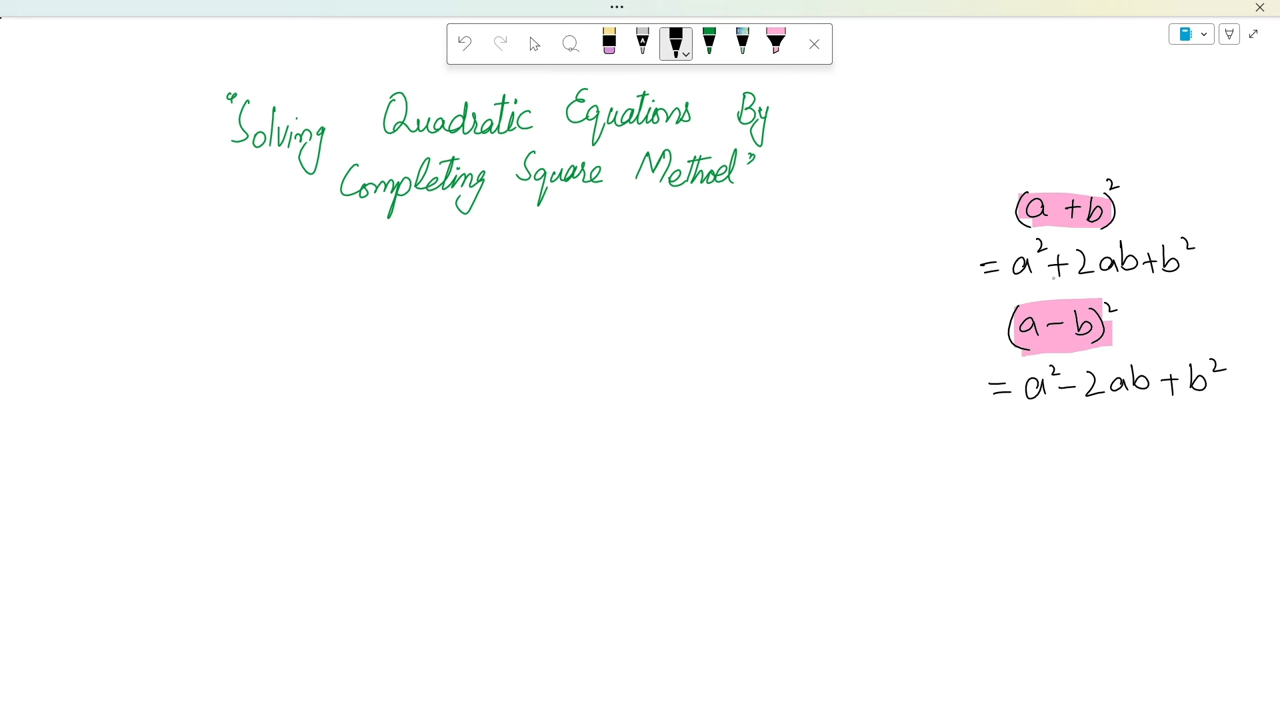 "Solving Quadratic Equations By
Completing Square Method"
(a + b)²
= a² + 2ab + b²
(a - b)²
= a² - 2ab + b²